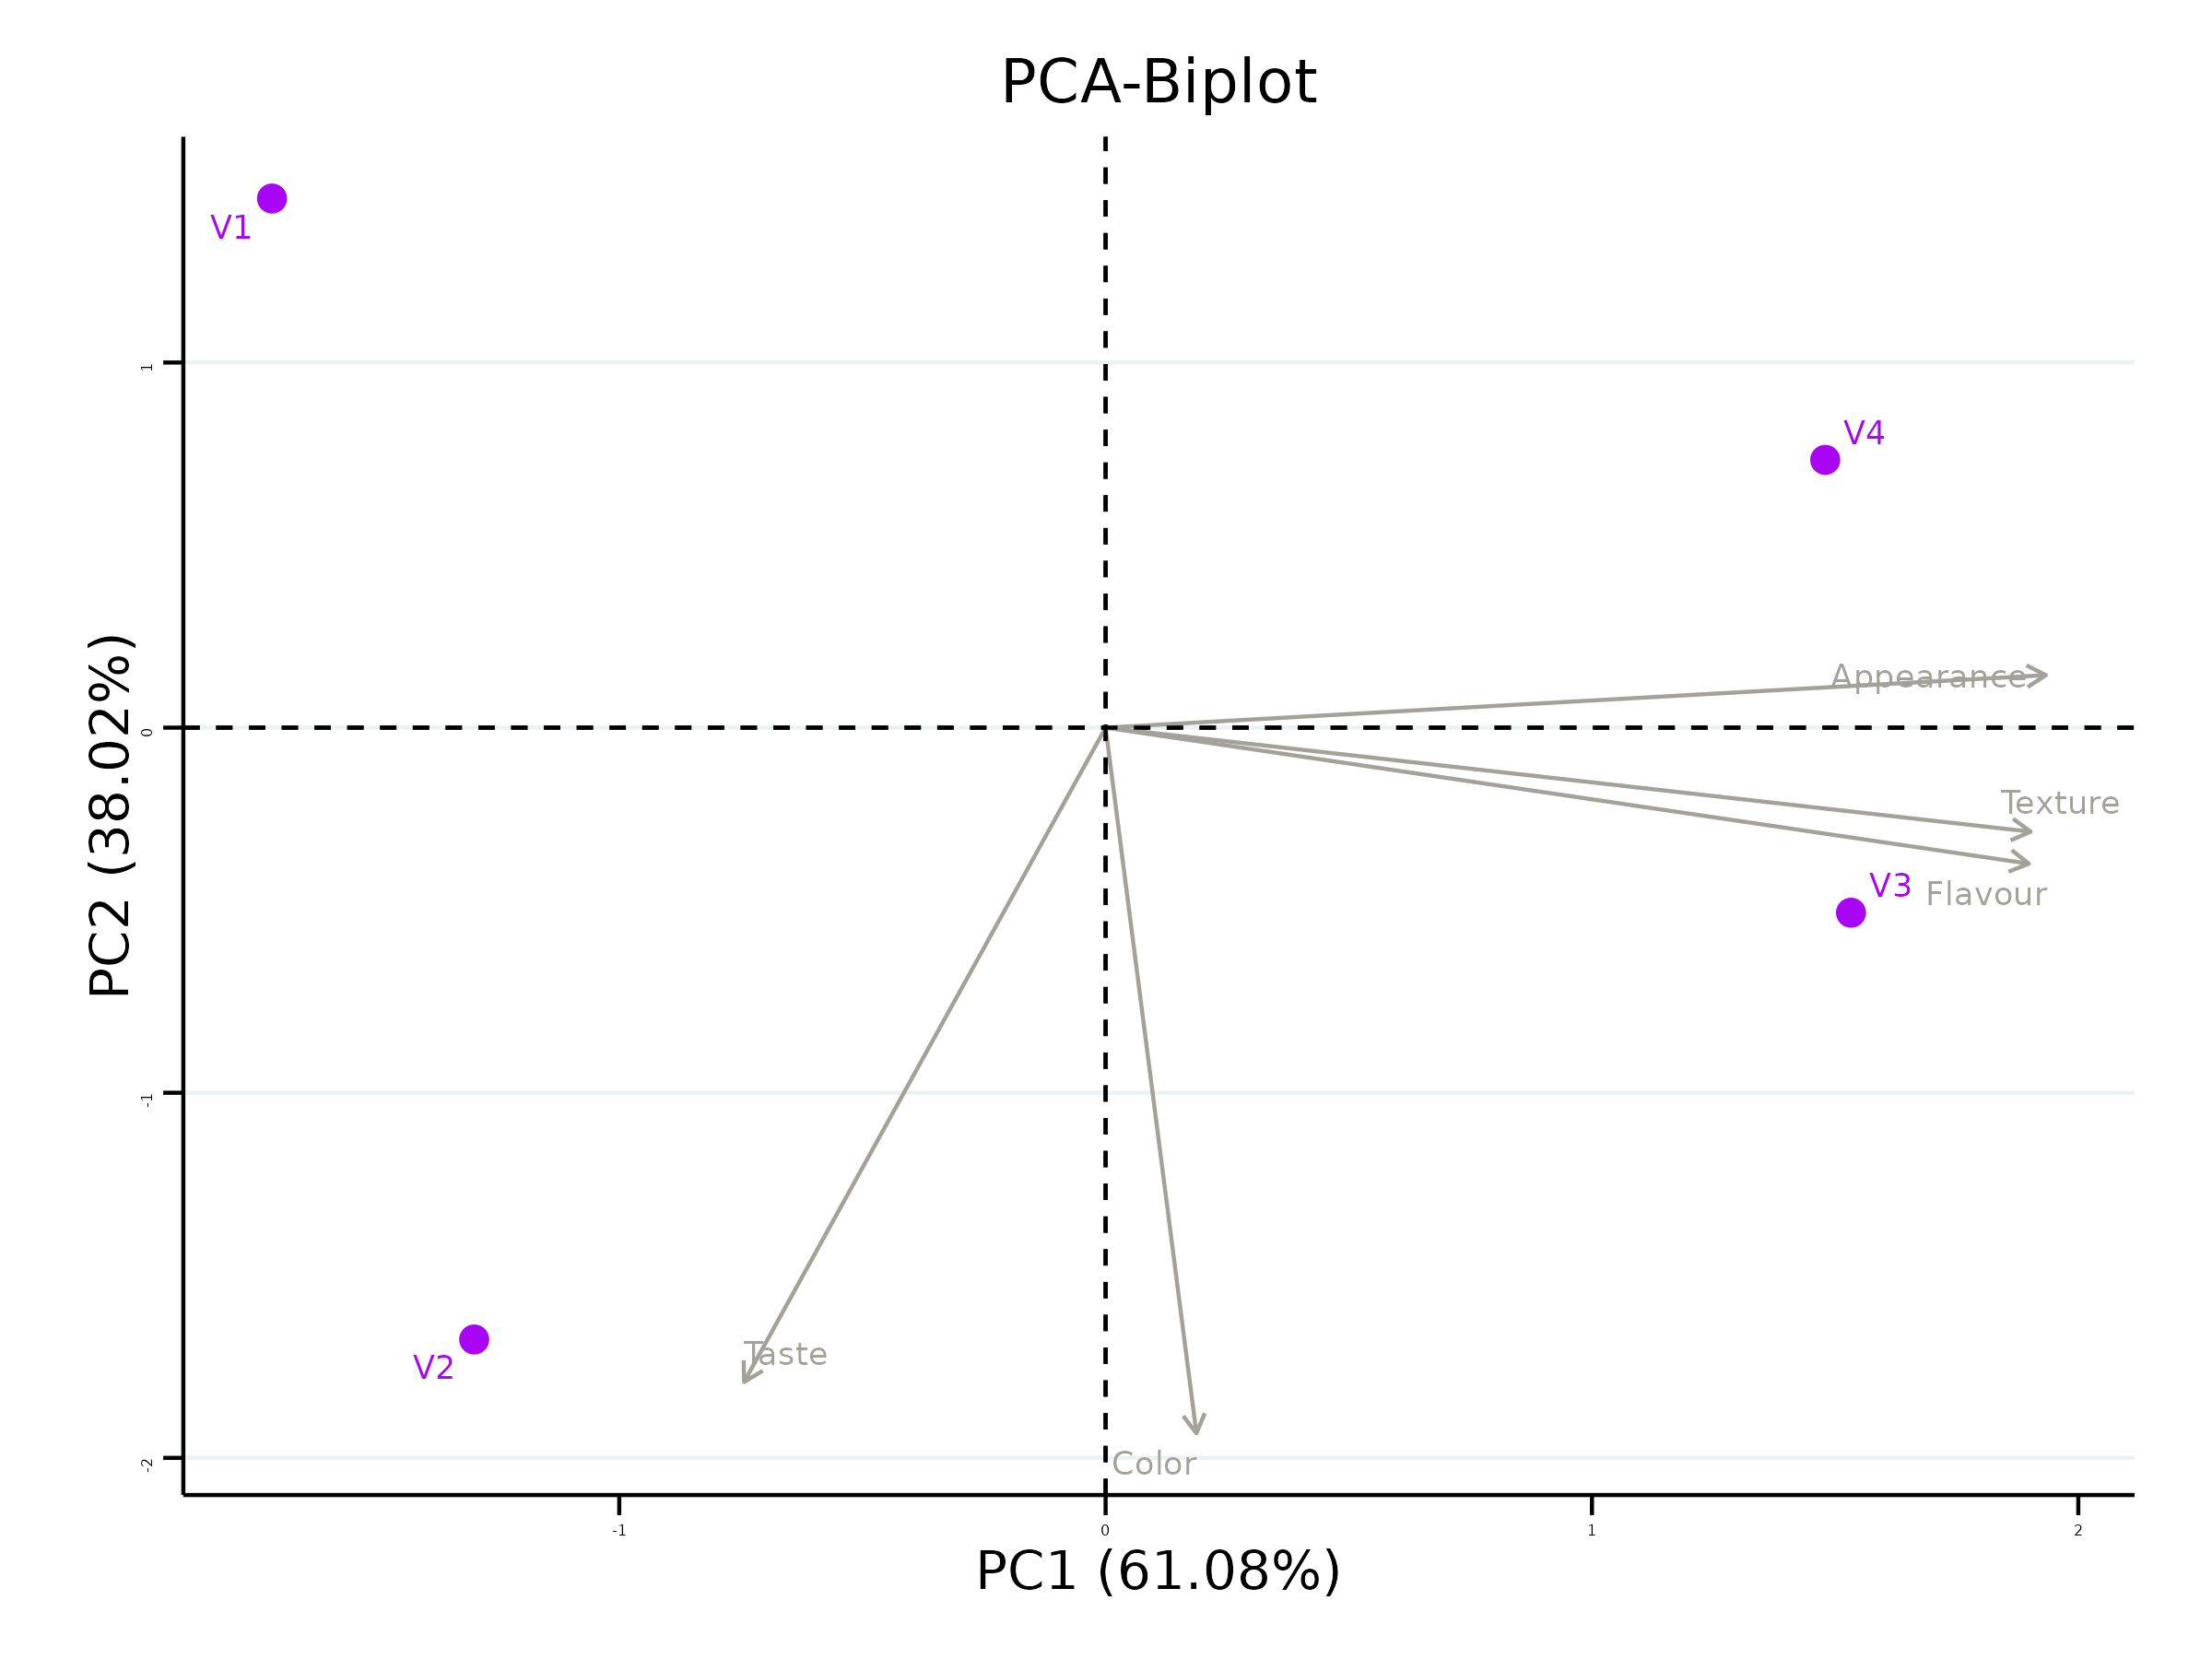 PCA-Biplot
V1
1
V4
Appearance
0
Texture
V3
Flavour
PC2 (38.02%)
-1
Taste
V2
Color
-2
-1
0
1
2
PC1 (61.08%)